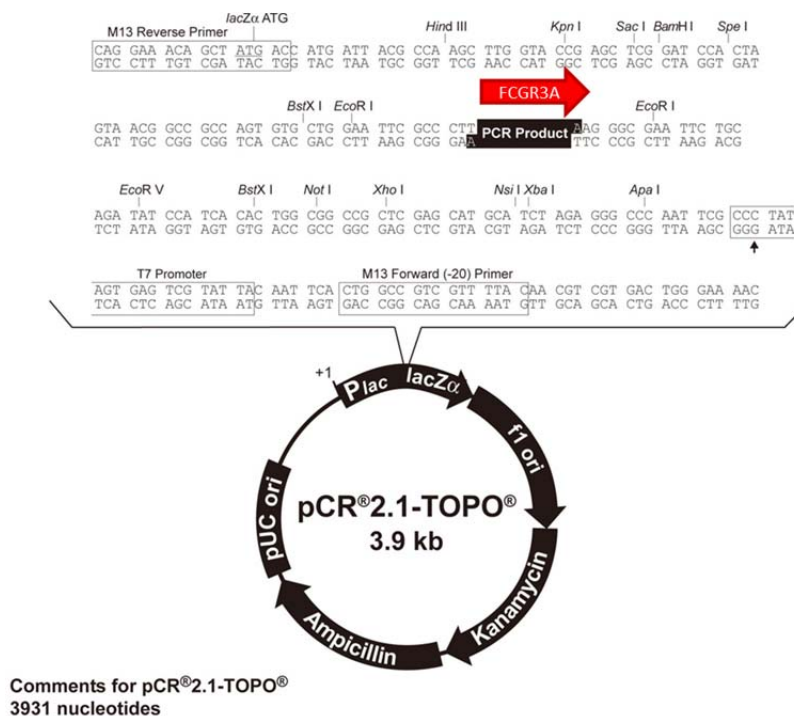 lacZα ATG
M13 Reverse Primer Hind III Kpn I Sac I BamH I Spe I
CAG GAA ACA GCT ATG ACC ATG ATT ACG CCA AGC TTG GTA CCG AGC TCG GAT CCA CTA
GTC CTT TGT CGA TAC TGG TAC TAA TGC GGT TCG AAC CAT GGC TCG AGC CTA GGT GAT
FCGR3A
BstX I EcoR I EcoR I
GTA ACG GCC GCC AGT GTG CTG GAA TTC GCC CTT PCR Product AAG GGC GAA TTC TGC
CAT TGC CGG CGG TCA CAC GAC CTT AAG CGG GAA TTC CCG CTT AAG ACG
EcoR V BstX I Not I Xho I Nsi I Xba I Apa I
AGA TAT CCA TCA CAC TGG CGG CCG CTC GAG CAT GCA TCT AGA GGG CCC AAT TCG CCC TAT
TCT ATA GGT AGT GTG ACC GCC GGC GAG CTC GTA CGT AGA TCT CCC GGG TTA AGC GGG ATA
T7 Promoter M13 Forward (-20) Primer
AGT GAG TCG TAT TAC AAT TCA CTG GCC GTC GTT TTA CAA CGT CGT GAC TGG GAA AAC
TCA CTC AGC ATA ATG TTA AGT GAC CGG CAG CAA AAT GTT GCA GCA CTG ACC CTT TTG
+1
Plac lacZα
f1 ori
pCR®2.1-TOPO®
3.9 kb
pUC ori
Kanamycin
Ampicillin
Comments for pCR®2.1-TOPO®
3931 nucleotides